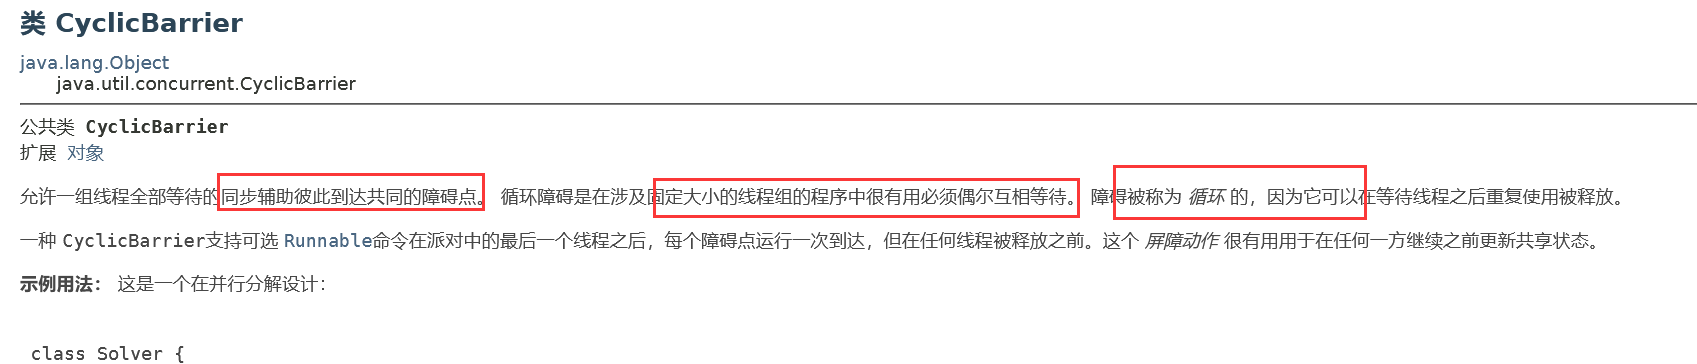 类 CyclicBarrier
java.lang.Object
java.util.concurrent.CyclicBarrier
公共类 CyclicBarrier
扩展 对象
允许一组线程全部等待的同步辅助彼此到达共同的障碍点。 循环障碍是在涉及固定大小的线程组的程序中很有用必须偶尔互相等待。 障碍被称为 循环 的，因为它可以在等待线程之后重复使用被释放。
一种 CyclicBarrier支持可选 Runnable命令在派对中的最后一个线程之后，每个障碍点运行一次到达，但在任何线程被释放之前。这个 屏障动作 很有用用于在任何一方继续之前更新共享状态。
示例用法： 这是一个在并行分解设计：
class Solver {